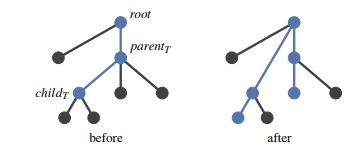 root
parent_T
child_T
before after